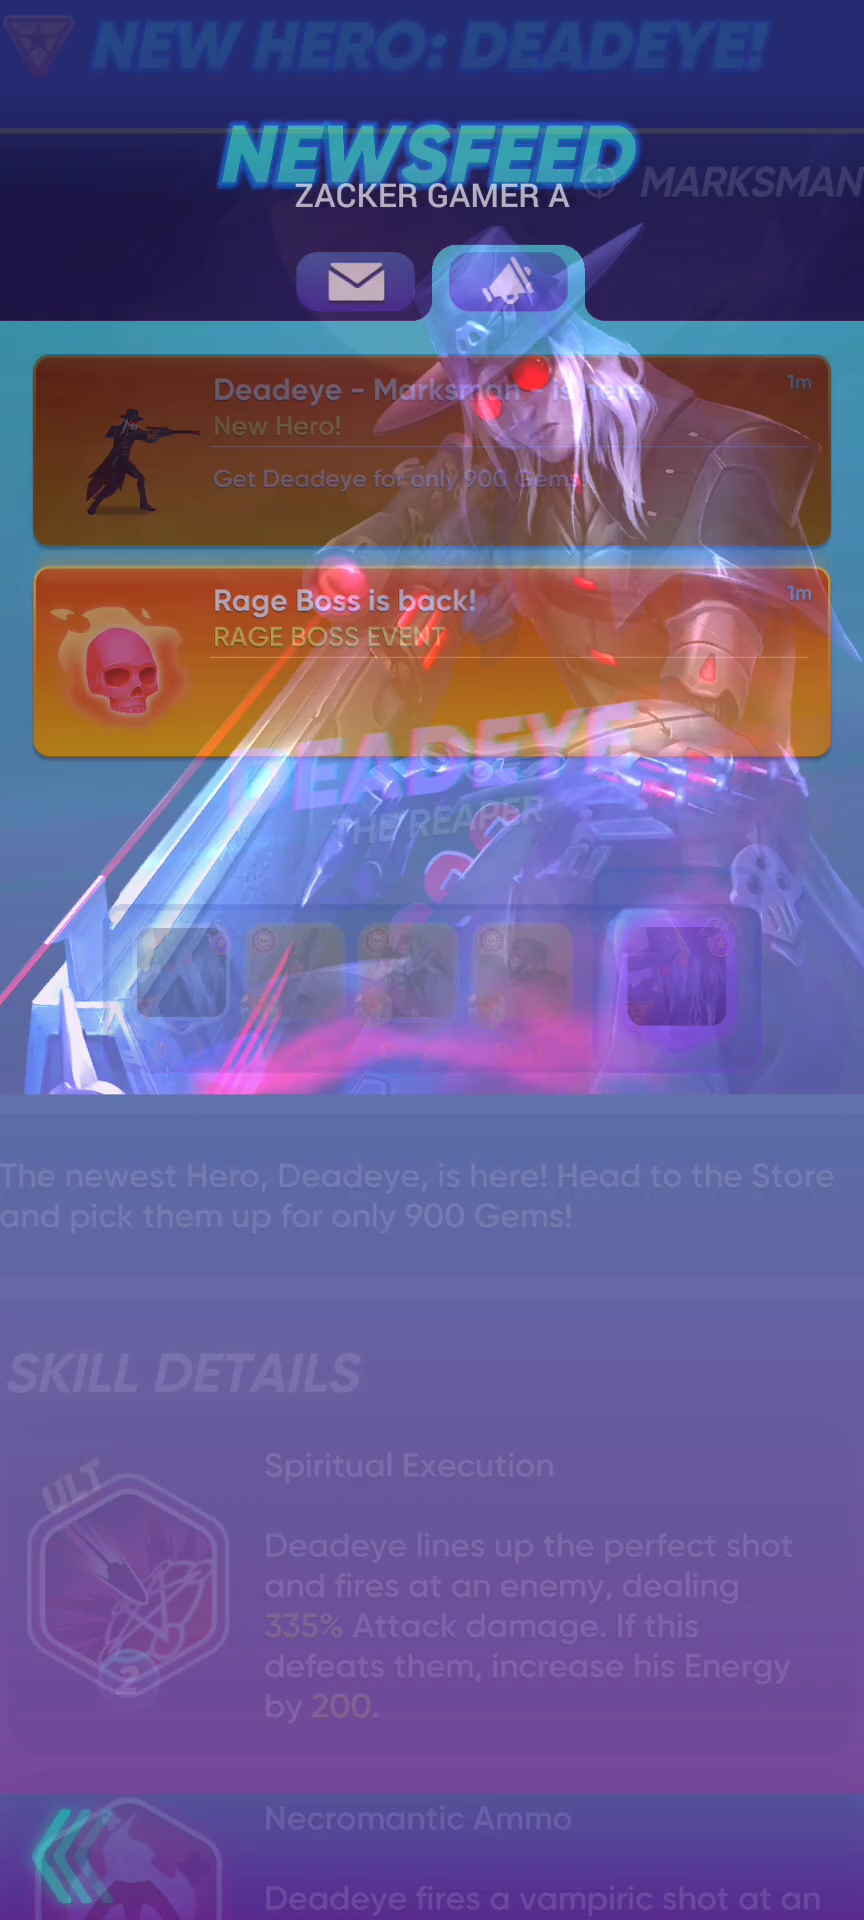 NEW HERO: DEADEYE!
NEWSFEED
ZACKER GAMER A
MARKSMAN
Deadeye - Marksman - is here
1m
New Hero!
Get Deadeye for only 900 Gems!
Rage Boss is back!
1m
RAGE BOSS EVENT
DEADEYE
THE REAPER
The newest Hero, Deadeye, is here! Head to the Store
and pick them up for only 900 Gems!
SKILL DETAILS
ULT
Spiritual Execution
Deadeye lines up the perfect shot
and fires at an enemy, dealing
335% Attack damage. If this
defeats them, increase his Energy
by 200.
2
Necromantic Ammo
Deadeye fires a vampiric shot at an